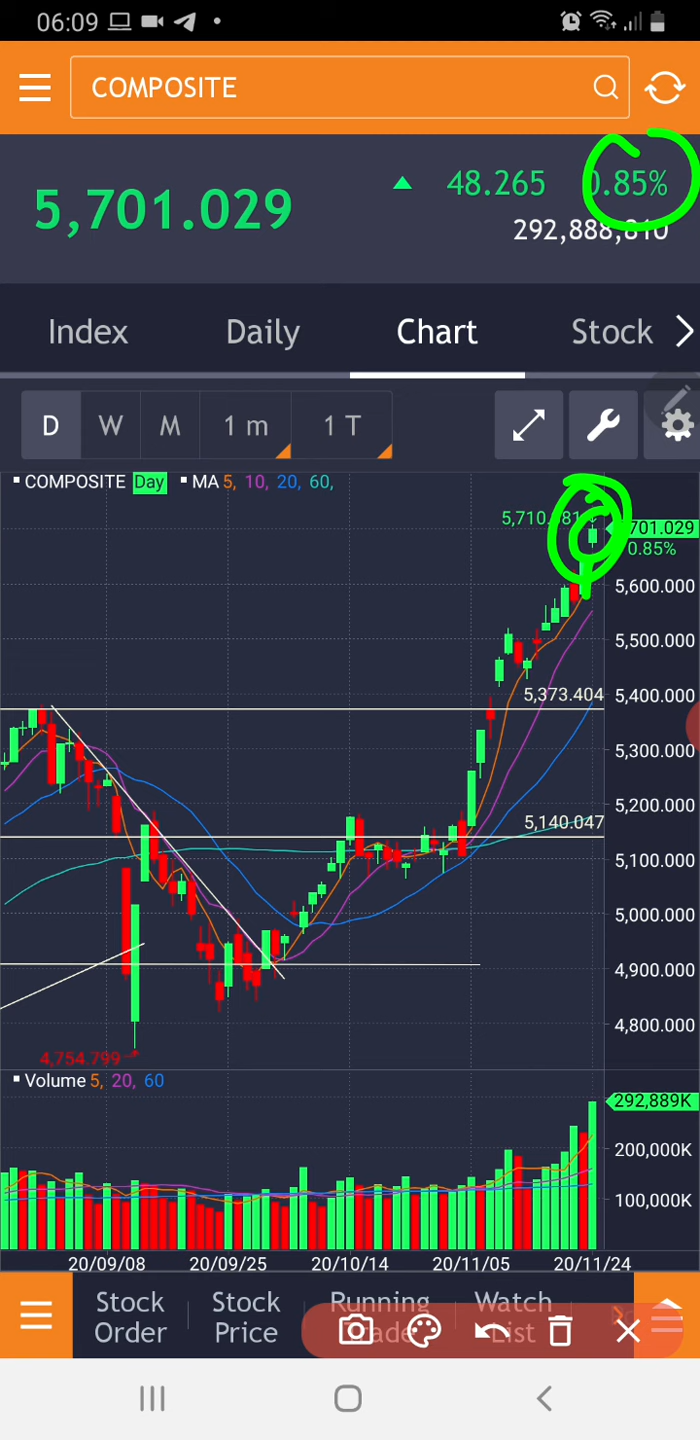 06:09
COMPOSITE
5,701.029
48.265 0.85%
292,888,810
Index Daily Chart Stock
D W M 1 m 1 T
COMPOSITE Day MA 5, 10, 20, 60,
701.029
0.85%
5,600.000
5,500.000
5,373.404
5,400.000
5,300.000
5,200.000
5,140.047
5,100.000
5,000.000
4,900.000
4,800.000
4,754.799
Volume 5, 20, 60
292,889K
200,000K
100,000K
20/09/08 20/09/25 20/10/14 20/11/05 20/11/24
Stock Order
Stock Price
Running
Watch List